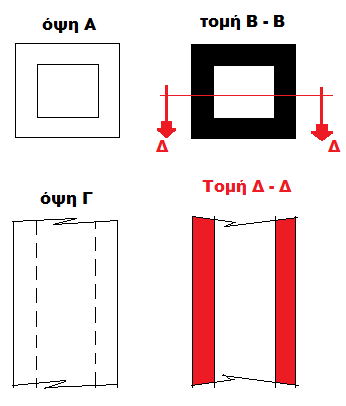 όψη Α
τομή Β - Β
Δ
Δ
όψη Γ
Τομή Δ - Δ